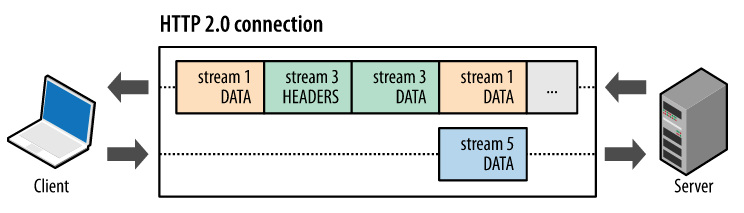 HTTP 2.0 connection
stream 1
DATA
stream 3
HEADERS
stream 3
DATA
stream 1
DATA
...
stream 5
DATA
Client
Server